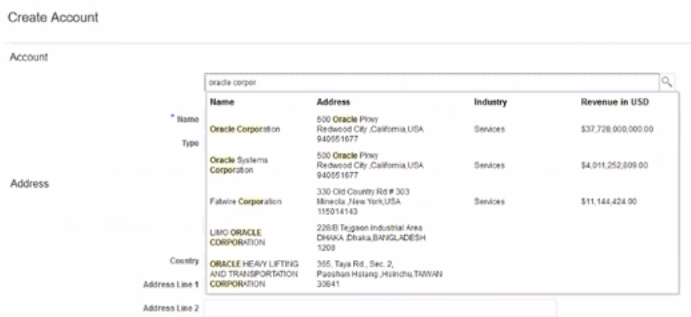 Create Account
Account
oracle corpor
Name Address Industry Revenue in USD
* Name
Type
Oracle Corporation
500 Oracle Pkwy
Redwood City ,California,USA
940651677
Services
$37,728,000,000.00
Oracle Systems
Corporation
500 Oracle Pkwy
Redwood City ,California,USA
940651677
Services
$4,011,252,809.00
Address
Fatwire Corporation
330 Old Country Rd # 303
Mineola ,New York,USA
115014143
Services
$11,144,424.00
LIMO ORACLE
CORPORATION
228/B Tejgaon Industrial Area
DHAKA ,Dhaka,BANGLADESH
1208
Country
Address Line 1
ORACLE HEAVY LIFTING
AND TRANSPORTATION
CORPORATION
365, Taya Rd., Sec. 2,
Paoshan Hsiang ,Hsinchu,TAIWAN
30841
Address Line 2